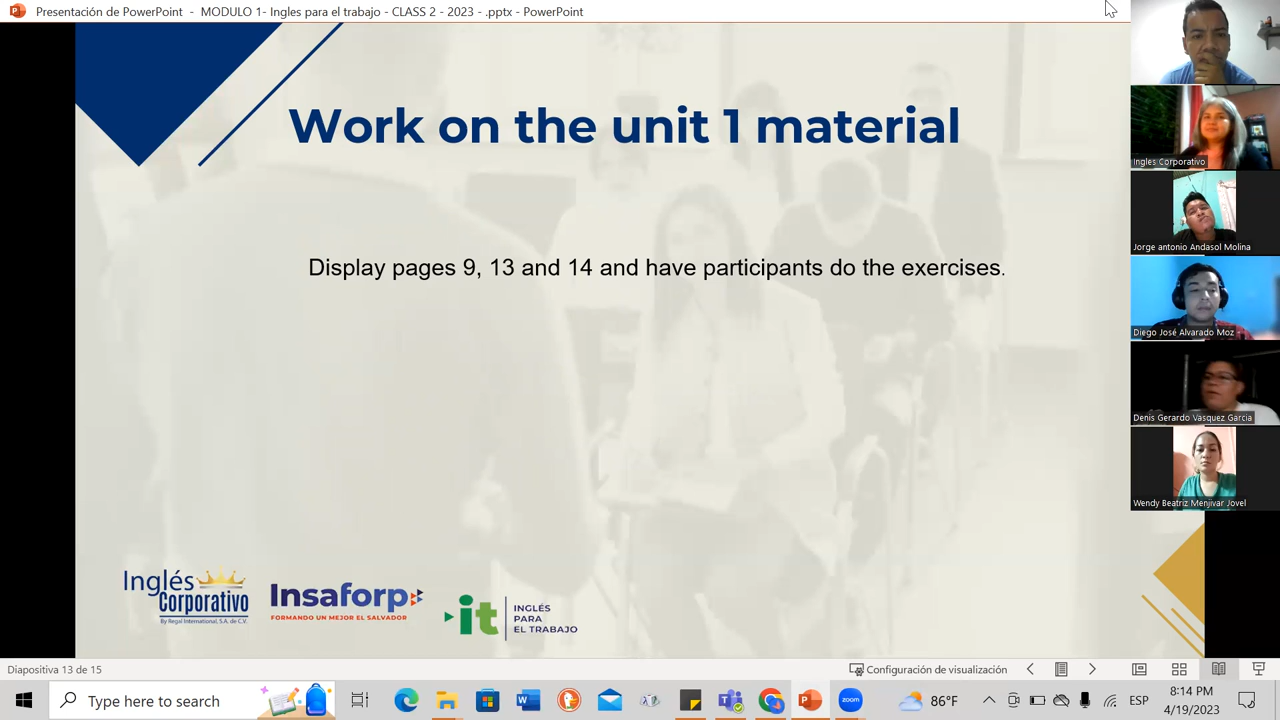 Presentación de PowerPoint - MODULO 1- Ingles para el trabajo - CLASS 2 - 2023 - .pptx - PowerPoint
Work on the unit 1 material
Display pages 9, 13 and 14 and have participants do the exercises.
Ingles Corporativo
Jorge antonio Andasol Molina
Diego José Alvarado Moz -
Denis Gerardo Vasquez Garcia
Wendy Beatriz Menjivar Jovel
Inglés
Corporativo
By Regal International, S.A. de C.V.
Insaforp
FORMANDO UN MEJOR EL SALVADOR
it
INGLÉS
PARA
EL TRABAJO
Diapositiva 13 de 15
Configuración de visualización
Type here to search
zoom
86°F
ESP
8:14 PM
4/19/2023